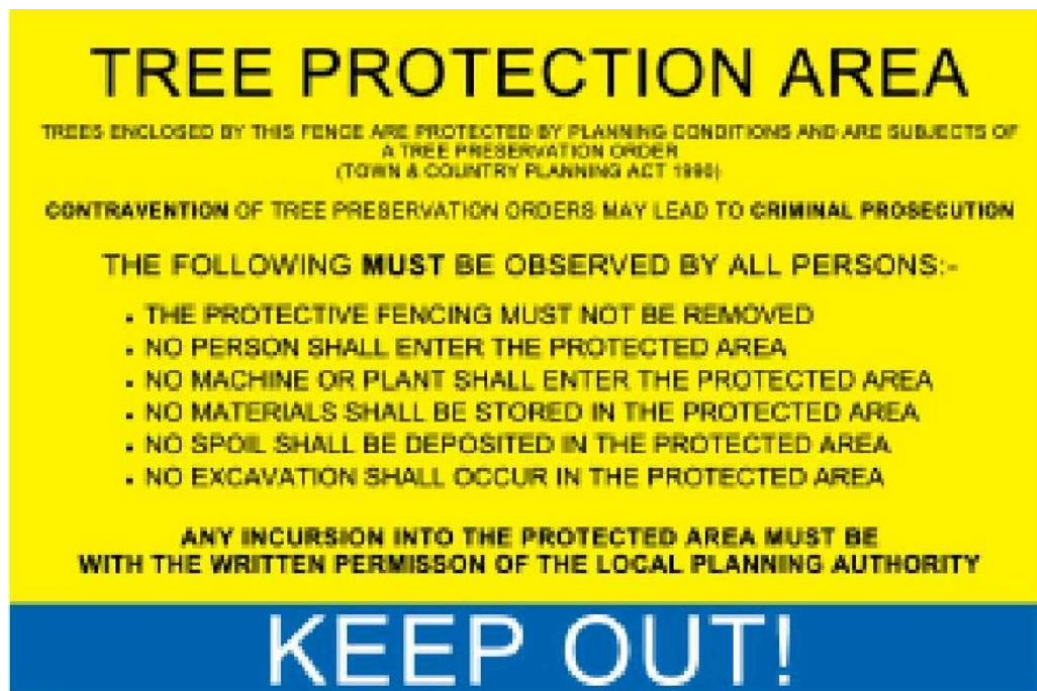 TREE PROTECTION AREA
TREES ENCLOSED BY THIS FENCE ARE PROTECTED BY PLANNING CONDITIONS AND ARE SUBJECTS OF
A TREE PRESERVATION ORDER
(TOWN & COUNTRY PLANNING ACT 1990)
CONTRAVENTION OF TREE PRESERVATION ORDERS MAY LEAD TO CRIMINAL PROSECUTION
THE FOLLOWING MUST BE OBSERVED BY ALL PERSONS:-
• THE PROTECTIVE FENCING MUST NOT BE REMOVED
• NO PERSON SHALL ENTER THE PROTECTED AREA
• NO MACHINE OR PLANT SHALL ENTER THE PROTECTED AREA
• NO MATERIALS SHALL BE STORED IN THE PROTECTED AREA
• NO SPOIL SHALL BE DEPOSITED IN THE PROTECTED AREA
• NO EXCAVATION SHALL OCCUR IN THE PROTECTED AREA
ANY INCURSION INTO THE PROTECTED AREA MUST BE
WITH THE WRITTEN PERMISSON OF THE LOCAL PLANNING AUTHORITY
KEEP OUT!